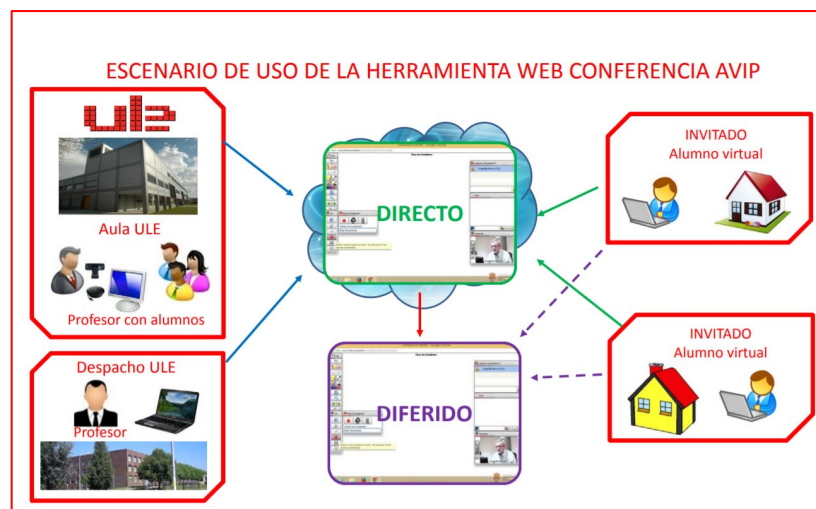 ESCENARIO DE USO DE LA HERRAMIENTA WEB CONFERENCIA AVIP
ule
Aula ULE
Profesor con alumnos
Despacho ULE
Profesor
DIRECTO
DIFERIDO
INVITADO
Alumno virtual
INVITADO
Alumno virtual